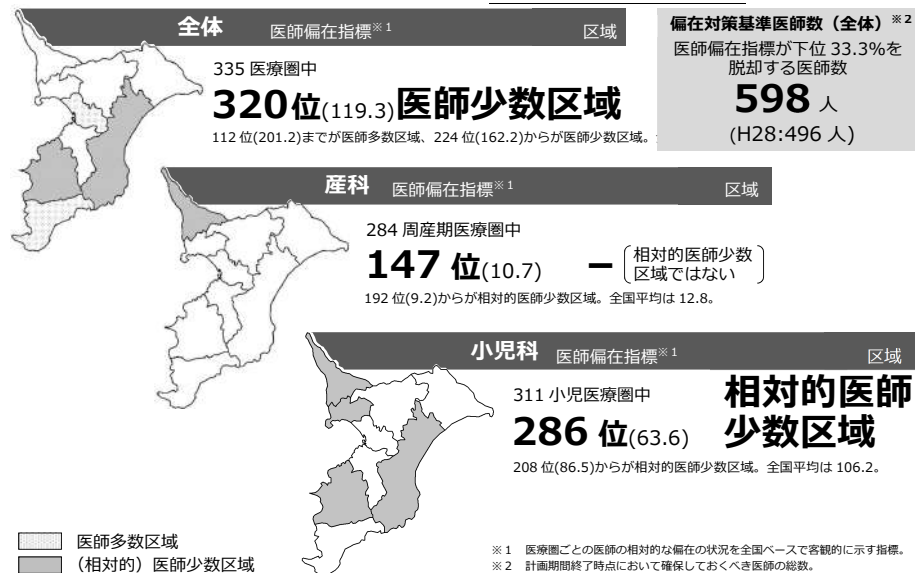 全体 医師偏在指標※1 区域
335 医療圏中
320位(119.3)医師少数区域
112 位(201.2)までが医師多数区域、224 位(162.2)からが医師少数区域。
偏在対策基準医師数（全体）※2
医師偏在指標が下位 33.3%を
脱却する医師数
598 人
(H28:496 人)
産科 医師偏在指標※1 区域
284 周産期医療圏中
147 位(10.7) － 相対的医師少数
区域ではない
192 位(9.2)からが相対的医師少数区域。全国平均は 12.8。
小児科 医師偏在指標※1 区域
311 小児医療圏中
286 位(63.6) 相対的医師
少数区域
208 位(86.5)からが相対的医師少数区域。全国平均は 106.2。
医師多数区域
（相対的）医師少数区域
※１ 医療圏ごとの医師の相対的な偏在の状況を全国ベースで客観的に示す指標。
※２ 計画期間終了時点において確保しておくべき医師の総数。